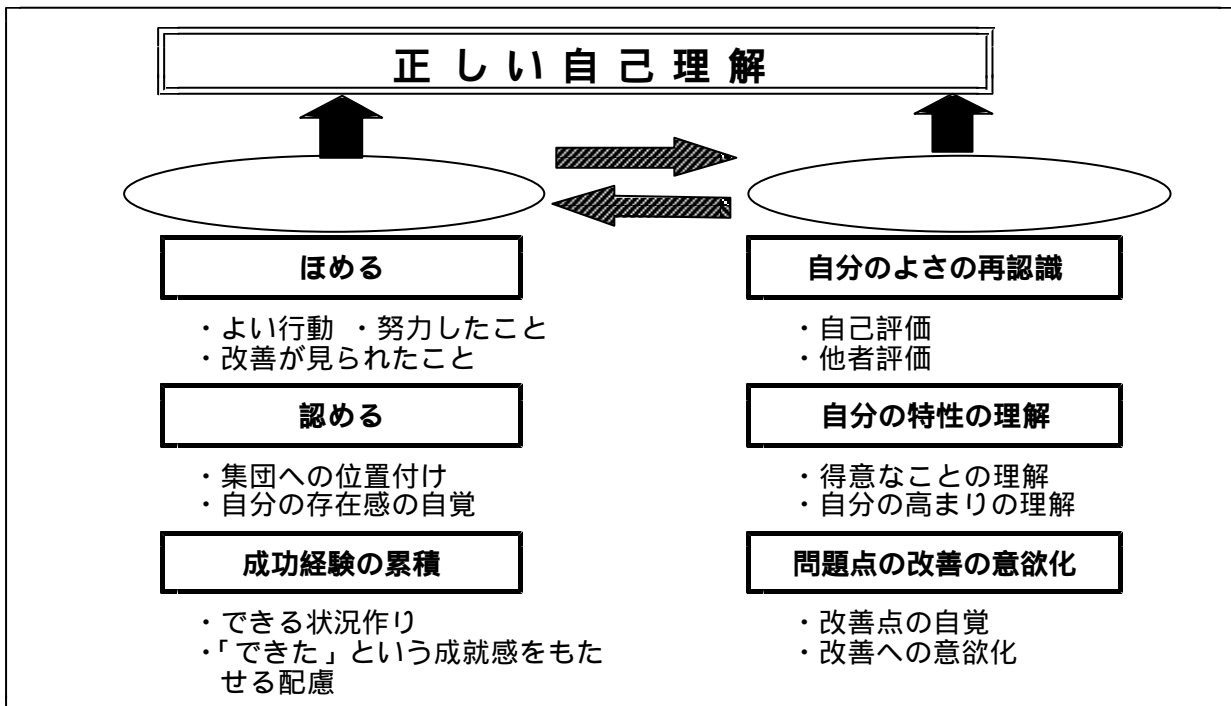 正しい自己理解
ほめる
・よい行動 ・努力したこと
・改善が見られたこと
認める
・集団への位置付け
・自分の存在感の自覚
成功経験の累積
・できる状況作り
・「できた」という成就感をもた
せる配慮
自分のよさの再認識
・自己評価
・他者評価
自分の特性の理解
・得意なことの理解
・自分の高まりの理解
問題点の改善の意欲化
・改善点の自覚
・改善への意欲化